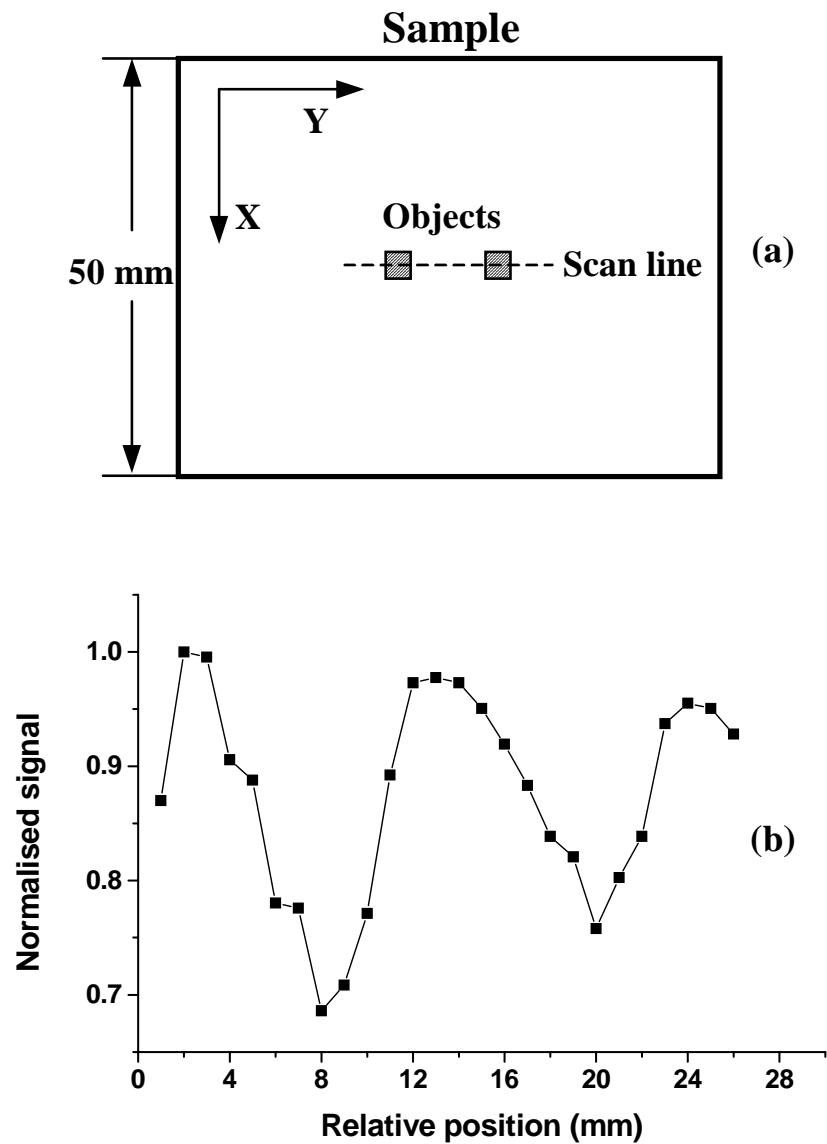 Sample
Y
X
Objects
Scan line
(a)
50 mm
1.0
0.9
0.8
0.7
Normalised signal
(b)
0 4 8 12 16 20 24 28
Relative position (mm)